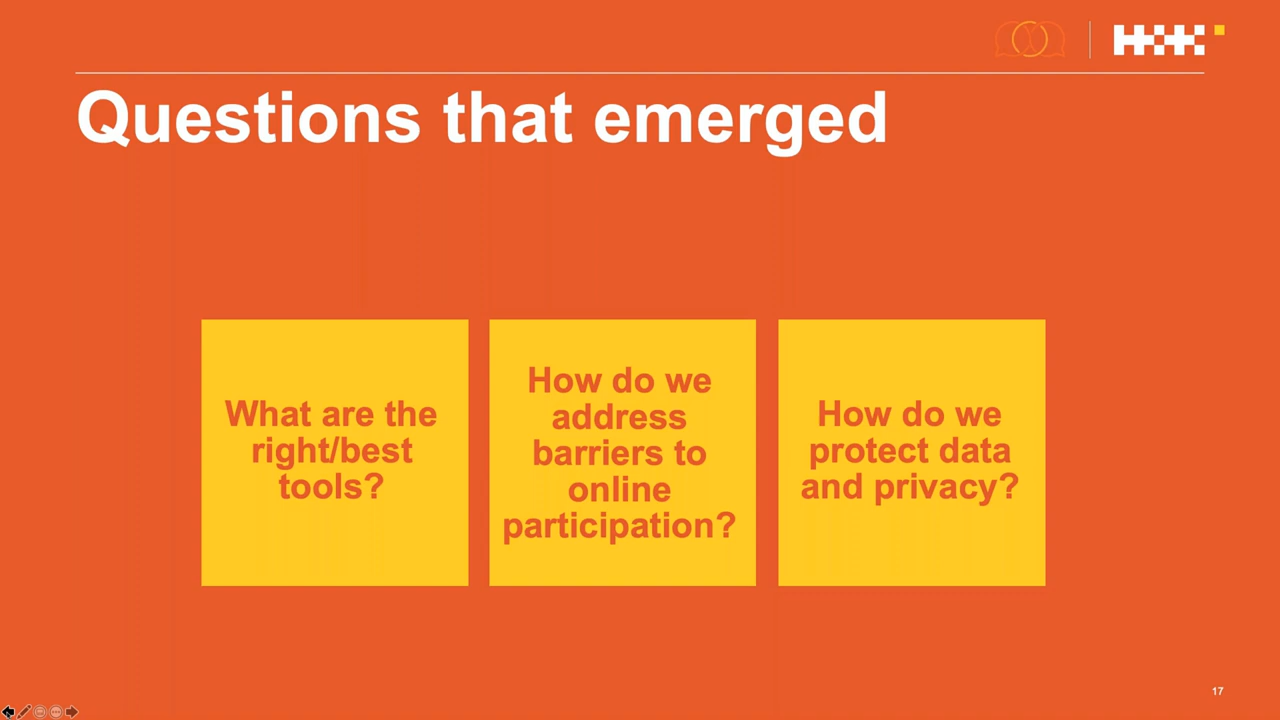 Questions that emerged
What are the
right/best
tools?
How do we
address
barriers to
online
participation?
How do we
protect data
and privacy?
17